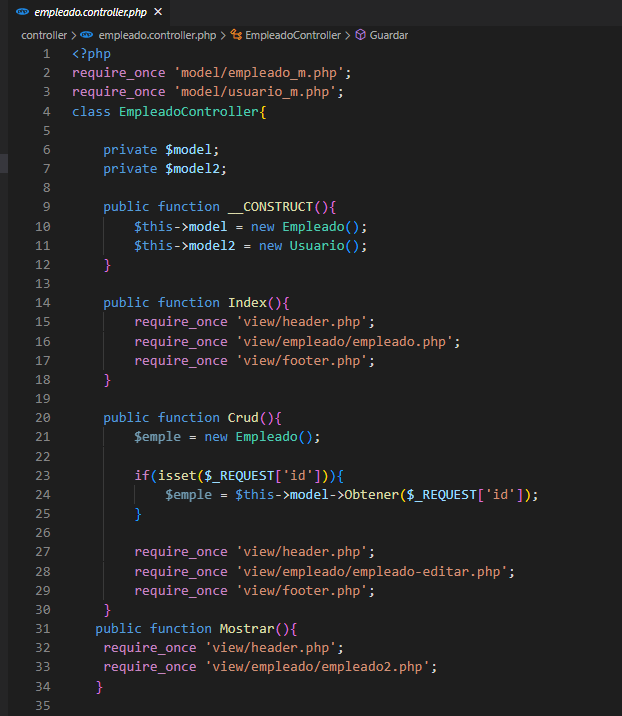 empleado.controller.php ×
controller > empleado.controller.php > EmpleadoController > Guardar
1 <?php
2 require_once 'model/empleado_m.php';
3 require_once 'model/usuario_m.php';
4 class EmpleadoController{
5
6 private $model;
7 private $model2;
8
9 public function __CONSTRUCT(){
10 $this->model = new Empleado();
11 $this->model2 = new Usuario();
12 }
13
14 public function Index(){
15 require_once 'view/header.php';
16 require_once 'view/empleado/empleado.php';
17 require_once 'view/footer.php';
18 }
19
20 public function Crud(){
21 $emple = new Empleado();
22
23 if(isset($_REQUEST['id'])){
24 $emple = $this->model->Obtener($_REQUEST['id']);
25 }
26
27 require_once 'view/header.php';
28 require_once 'view/empleado/empleado-editar.php';
29 require_once 'view/footer.php';
30 }
31 public function Mostrar(){
32 require_once 'view/header.php';
33 require_once 'view/empleado/empleado2.php';
34 }
35